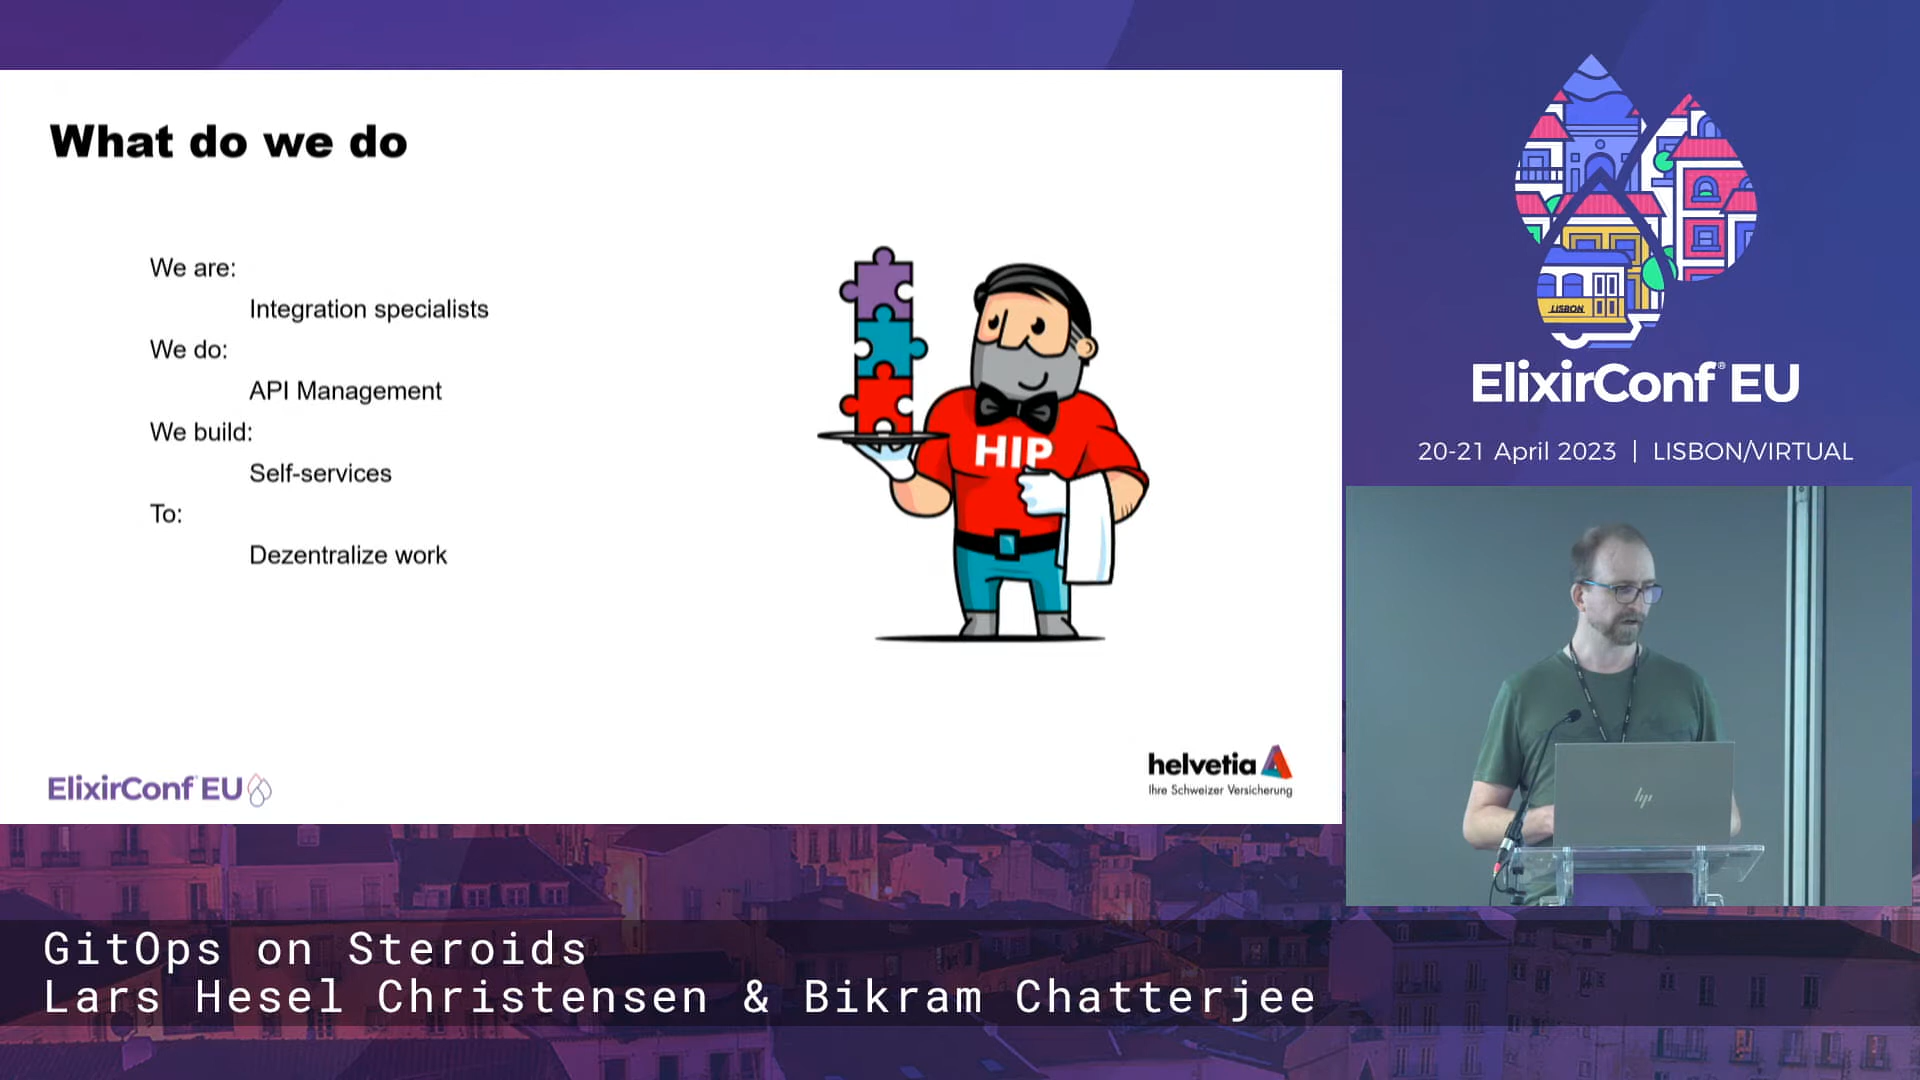 What do we do
We are:
Integration specialists
We do:
API Management
We build:
Self-services
To:
Dezentralize work
HIP
ElixirConf EU
helvetia
Ihre Schweizer Versicherung
LISBON
ElixirConf® EU
20-21 April 2023 | LISBON/VIRTUAL
hp
GitOps on Steroids
Lars Hesel Christensen & Bikram Chatterjee